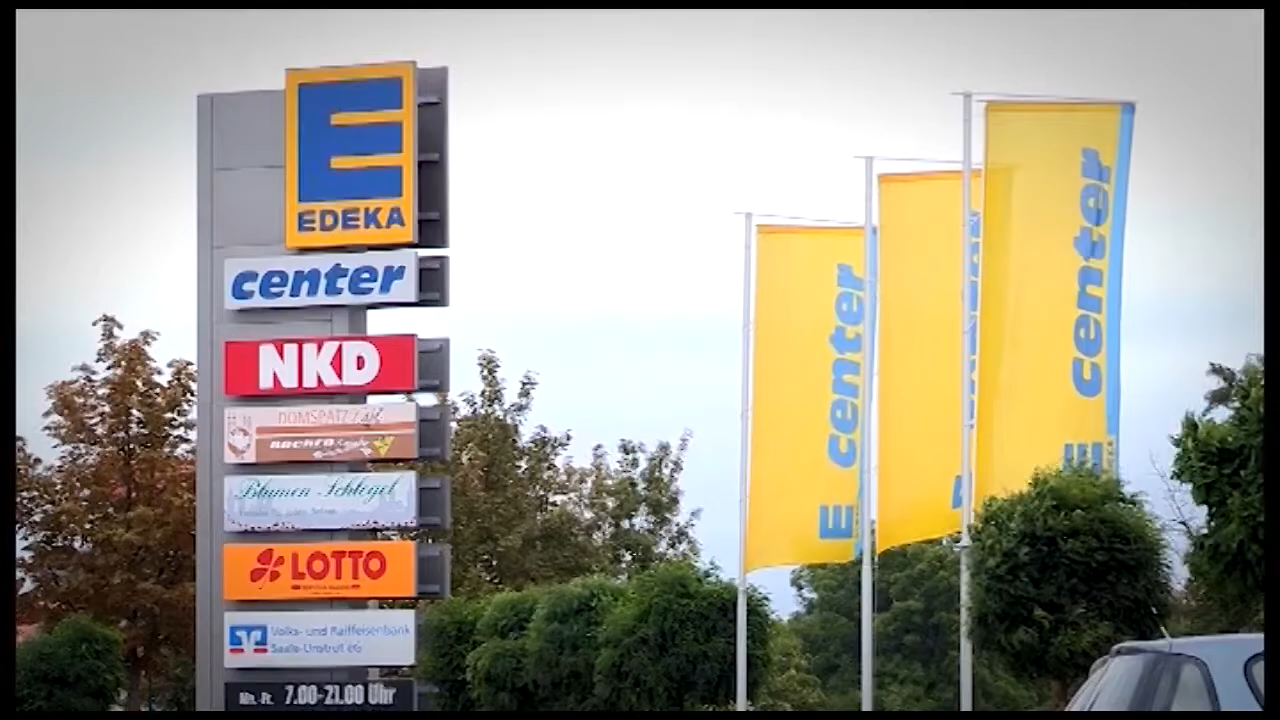 E
EDEKA
center
NKD
DOMSPATZ
Blumen Schlegel
LOTTO
Volks- und Raiffeisenbank
Saale-Unstrut eG
Mo.-Fr. 7.00-21.00 Uhr
E center
E center